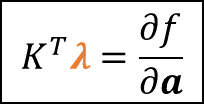 K^T λ = ∂f/∂a